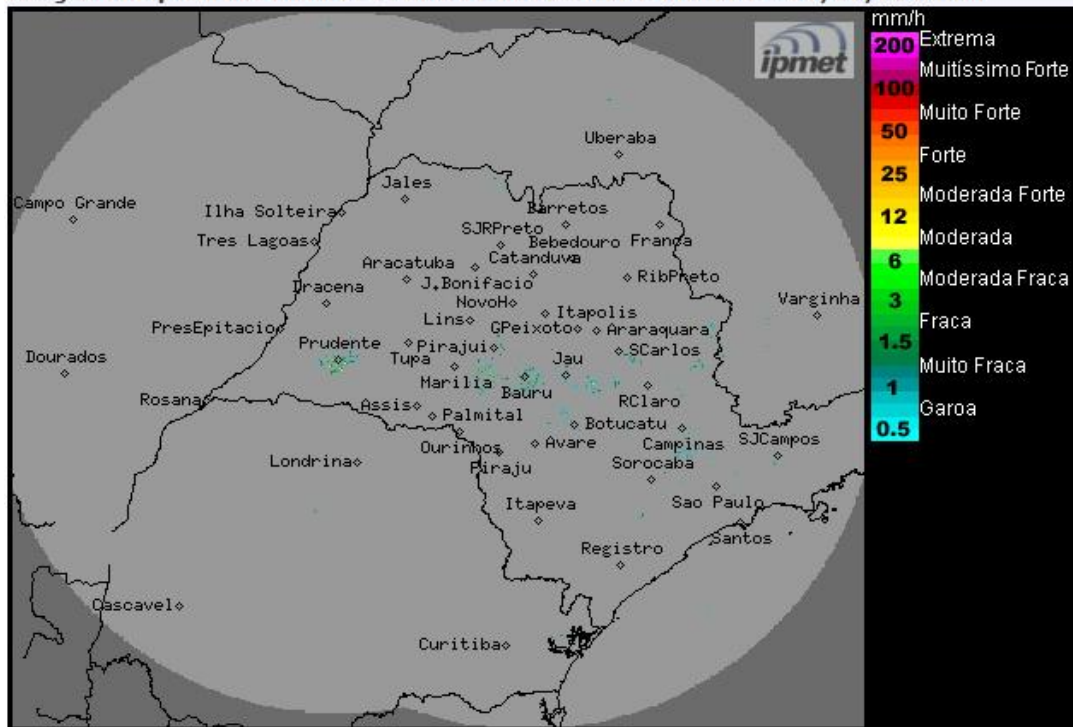 mm/h
200 Extrema
Muitíssimo Forte
100
Muito Forte
50
Forte
25
Moderada Forte
12
Moderada
6
Moderada Fraca
3
Fraca
1.5
Muito Fraca
1
Garoa
0.5
ipmet
Uberaba
Jales
Campo Grande
Ilha Solteira
Barretos
Tres Lagoas
SJRPreto
Bebedouro Franca
Aracatuba
Catanduva
J.Bonifacio
RibPreto
Dracena
NovoH
Itapolis
Varginha
PresEpitacio
Lins
GPeixoto
Araraquara
Prudente
Pirajui
SCarlos
Dourados
Tupa
Jau
Marilia
Bauru
Rosana
Assis
RClaro
Palmital
Botucatu
Ourinhos
Avare
Campinas
SJCampos
Londrina
Piraju
Sorocaba
Itapeva
Sao Paulo
Santos
Registro
Cascavel
Curitiba